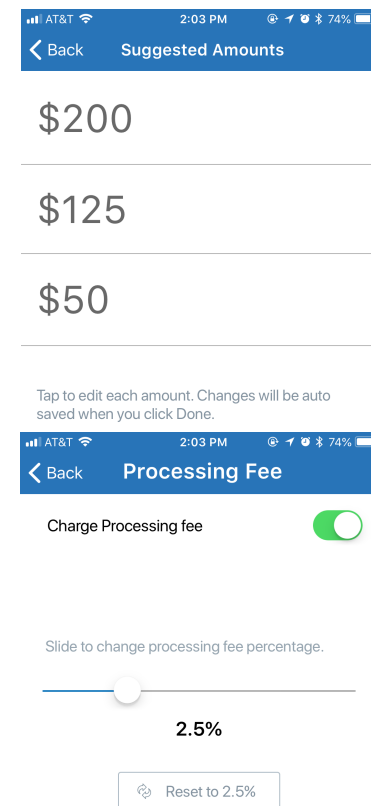 AT&T 2:03 PM 74%
Back Suggested Amounts
$200
$125
$50
Tap to edit each amount. Changes will be auto
saved when you click Done.
AT&T 2:03 PM 74%
Back Processing Fee
Charge Processing fee
Slide to change processing fee percentage.
2.5%
Reset to 2.5%